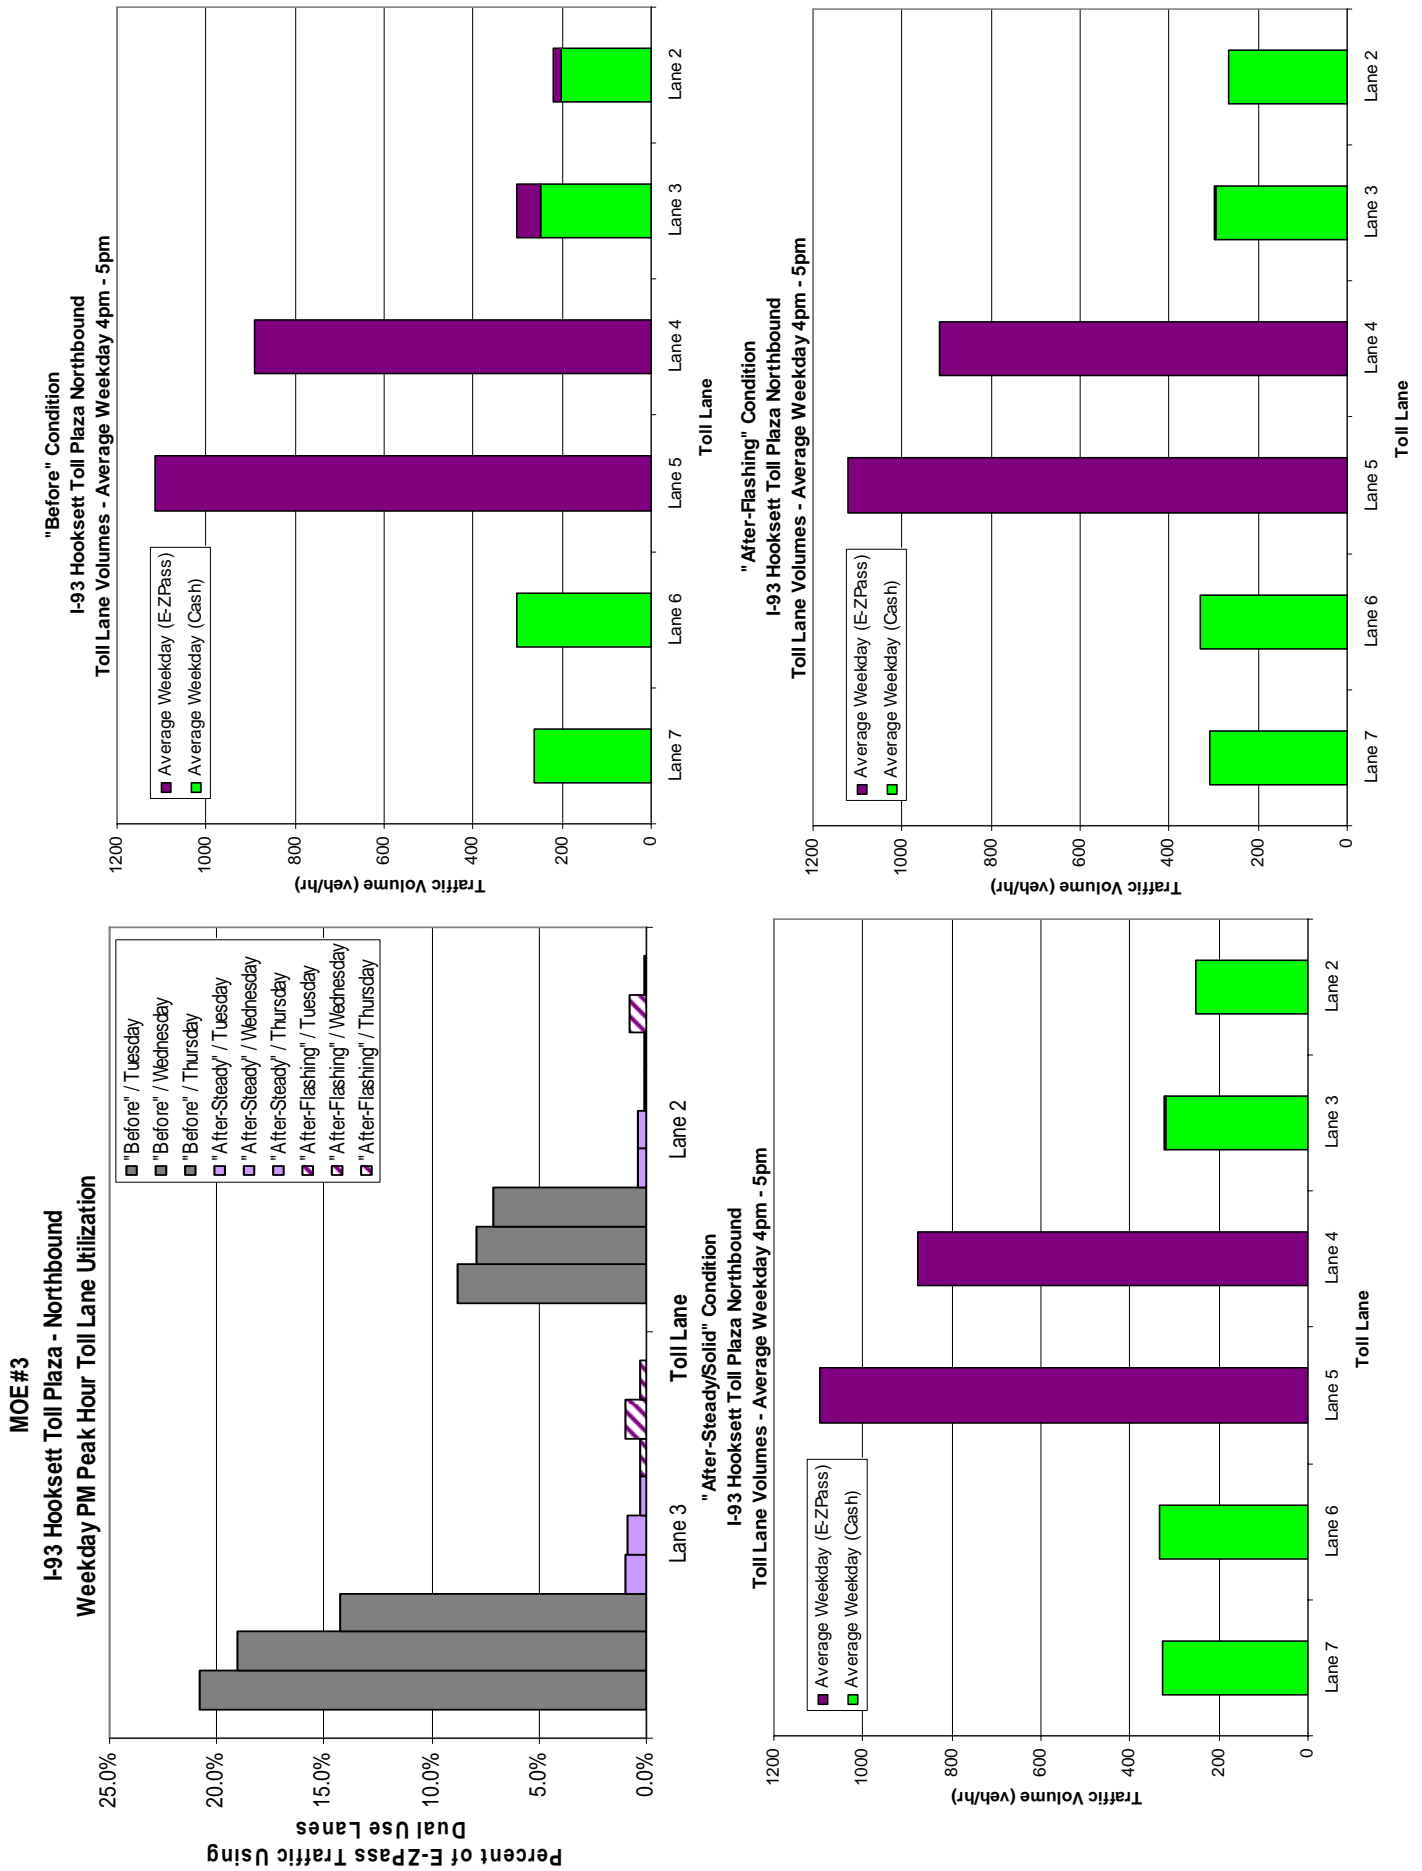 MOE#3
I-93 Hooksett Toll Plaza - Northbound
Weekday PM Peak Hour Toll Lane Utilization
25.0%
20.0%
15.0%
10.0%
5.0%
0.0%
Percent of E-ZPass Traffic Using
Dual Use Lanes
"Before" / Tuesday
"Before" / Wednesday
"Before" / Thursday
"After-Steady" / Tuesday
"After-Steady" / Wednesday
"After-Steady" / Thursday
"After-Flashing" / Tuesday
"After-Flashing" / Wednesday
"After-Flashing" / Thursday
Lane 3
Lane 2
Toll Lane
"Before" Condition
I-93 Hooksett Toll Plaza Northbound
Toll Lane Volumes - Average Weekday 4pm - 5pm
1200
1000
800
600
400
200
0
Traffic Volume (veh/hr)
Average Weekday (E-ZPass)
Average Weekday (Cash)
Lane 7
Lane 6
Lane 5
Lane 4
Lane 3
Lane 2
Toll Lane
"After-Steady/Solid" Condition
I-93 Hooksett Toll Plaza Northbound
Toll Lane Volumes - Average Weekday 4pm - 5pm
1200
1000
800
600
400
200
0
Traffic Volume (veh/hr)
Average Weekday (E-ZPass)
Average Weekday (Cash)
Lane 7
Lane 6
Lane 5
Lane 4
Lane 3
Lane 2
Toll Lane
"After-Flashing" Condition
I-93 Hooksett Toll Plaza Northbound
Toll Lane Volumes - Average Weekday 4pm - 5pm
1200
1000
800
600
400
200
0
Traffic Volume (veh/hr)
Average Weekday (E-ZPass)
Average Weekday (Cash)
Lane 7
Lane 6
Lane 5
Lane 4
Lane 3
Lane 2
Toll Lane